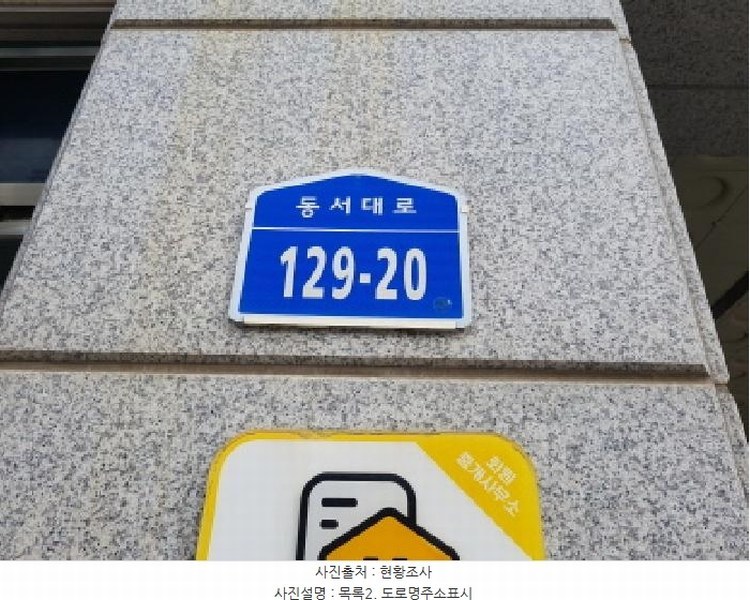 동서대로
129-20
회원
중개사무소
사진출처 : 현황조사
사진설명 : 목록2. 도로명주소표시